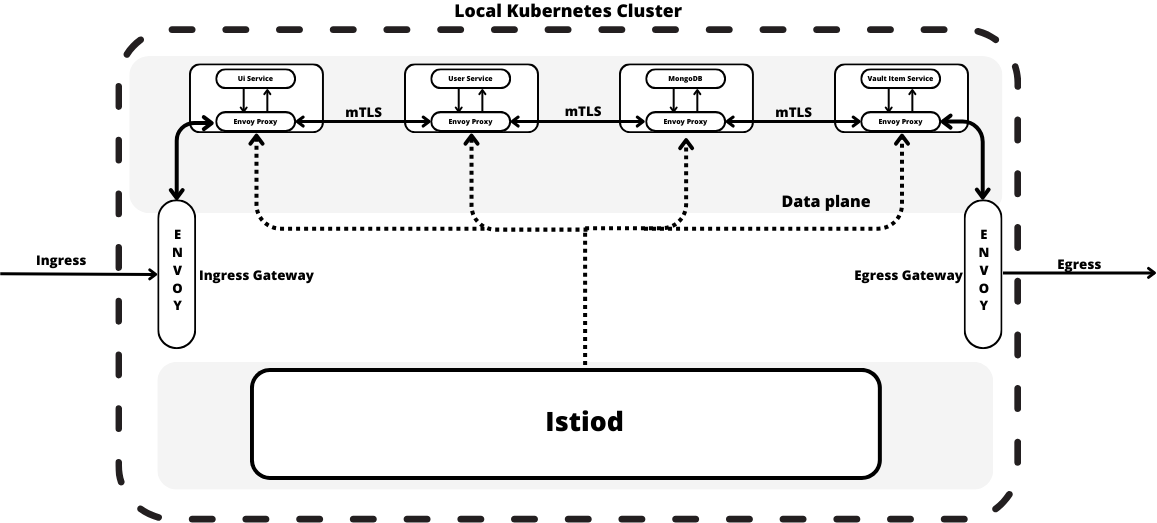 Local Kubernetes Cluster
Ui Service
User Service
MongoDB
Vault Item Service
Envoy Proxy
mTLS
Envoy Proxy
mTLS
Envoy Proxy
mTLS
Envoy Proxy
Data plane
Ingress
E
N
V
O
Y
Ingress Gateway
Egress Gateway
E
N
V
O
Y
Egress
Istiod